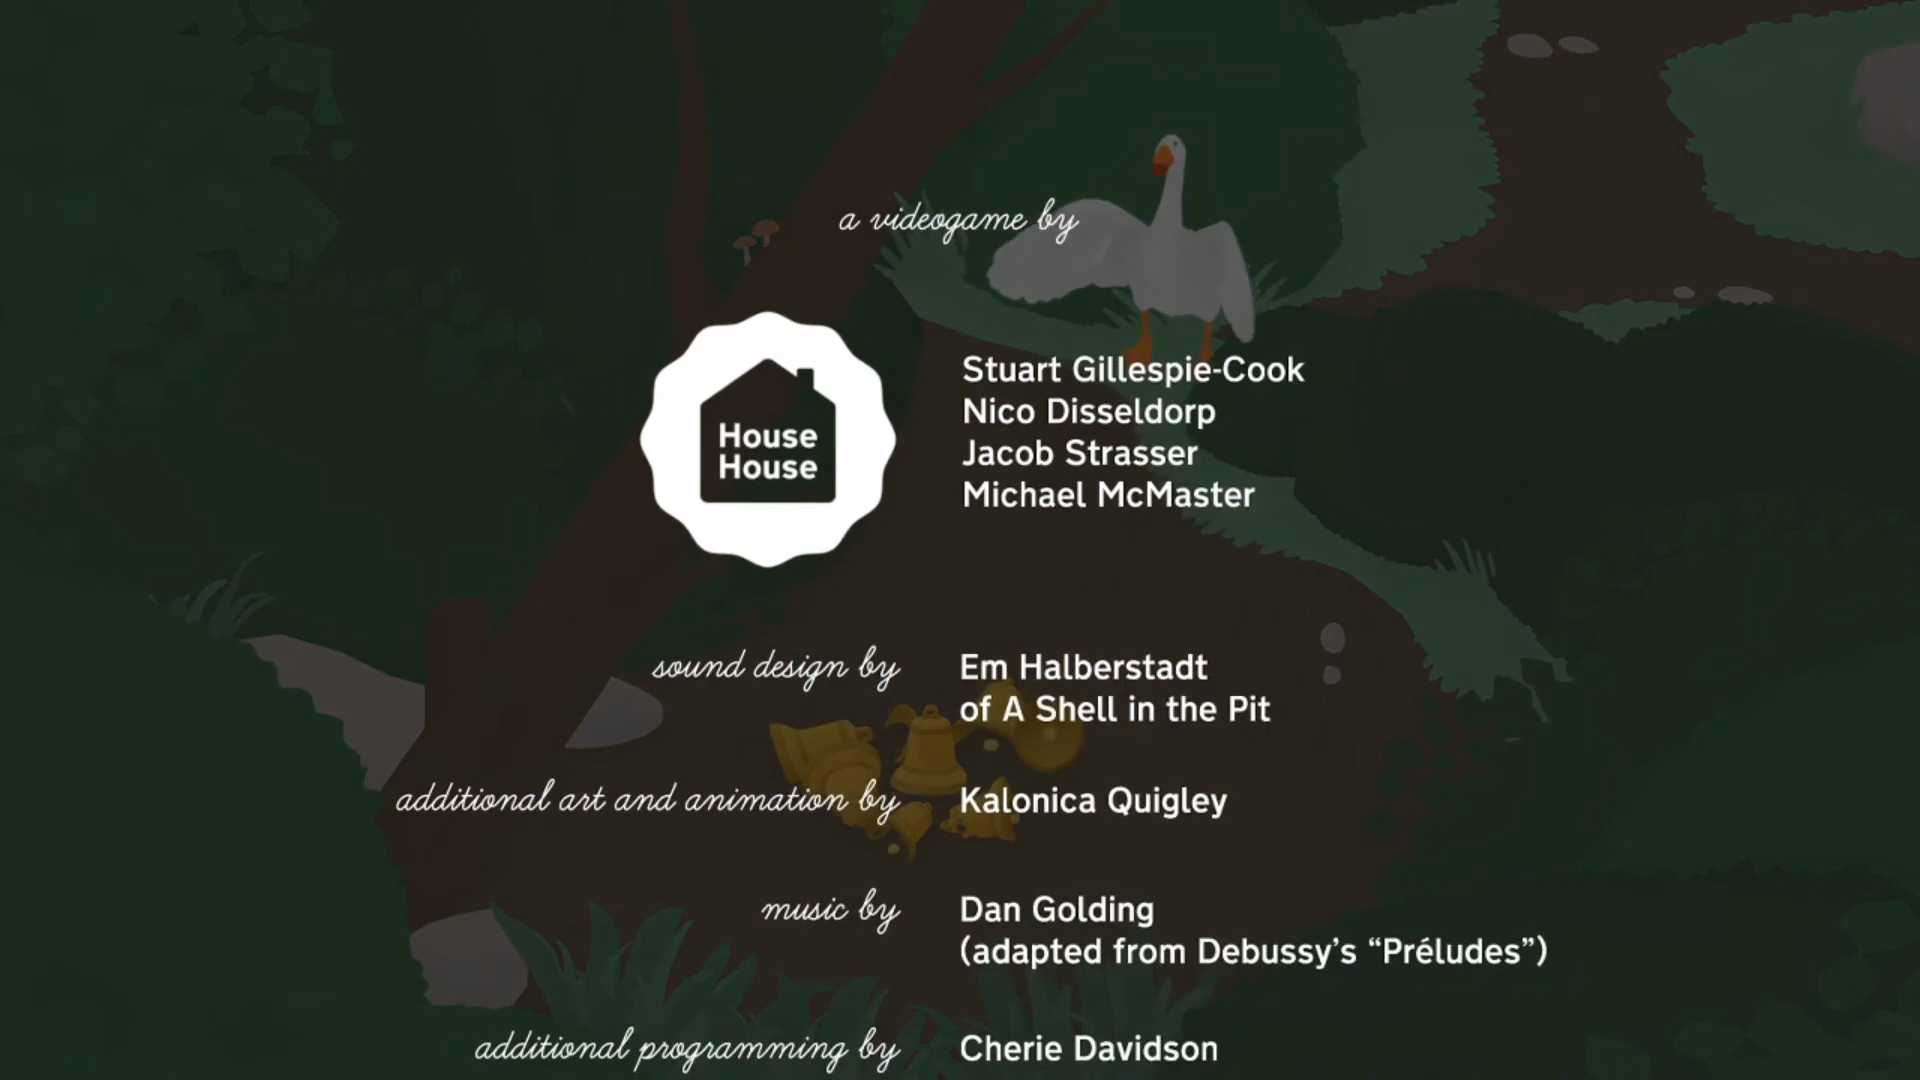 a videogame by
House
House
Stuart Gillespie-Cook
Nico Disseldorp
Jacob Strasser
Michael McMaster
sound design by
Em Halberstadt
of A Shell in the Pit
additional art and animation by
Kalonica Quigley
music by
Dan Golding
(adapted from Debussy’s “Préludes”)
additional programming by
Cherie Davidson